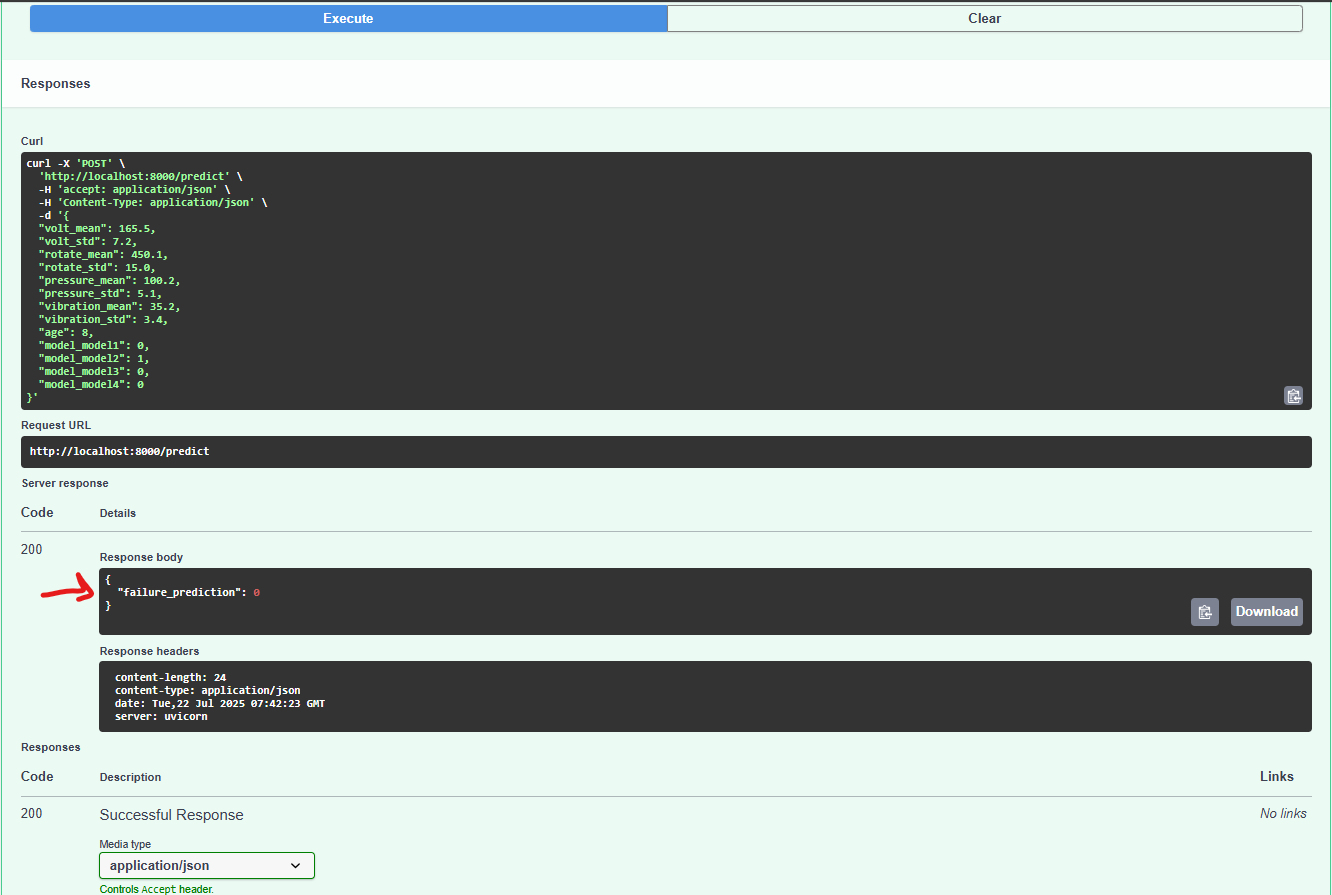 Execute
Clear
Responses
Curl
curl -X 'POST' \
  'http://localhost:8000/predict' \
  -H 'accept: application/json' \
  -H 'Content-Type: application/json' \
  -d '{
  "volt_mean": 165.5,
  "volt_std": 7.2,
  "rotate_mean": 450.1,
  "rotate_std": 15.0,
  "pressure_mean": 100.2,
  "pressure_std": 5.1,
  "vibration_mean": 35.2,
  "vibration_std": 3.4,
  "age": 8,
  "model_model1": 0,
  "model_model2": 1,
  "model_model3": 0,
  "model_model4": 0
}'
Request URL
http://localhost:8000/predict
Server response
Code Details
200
Response body
{
  "failure_prediction": 0
}
Download
Response headers
content-length: 24
content-type: application/json
date: Tue,22 Jul 2025 07:42:23 GMT
server: uvicorn
Responses
Code Description Links
200 Successful Response No links
Media type
application/json
Controls Accept header.